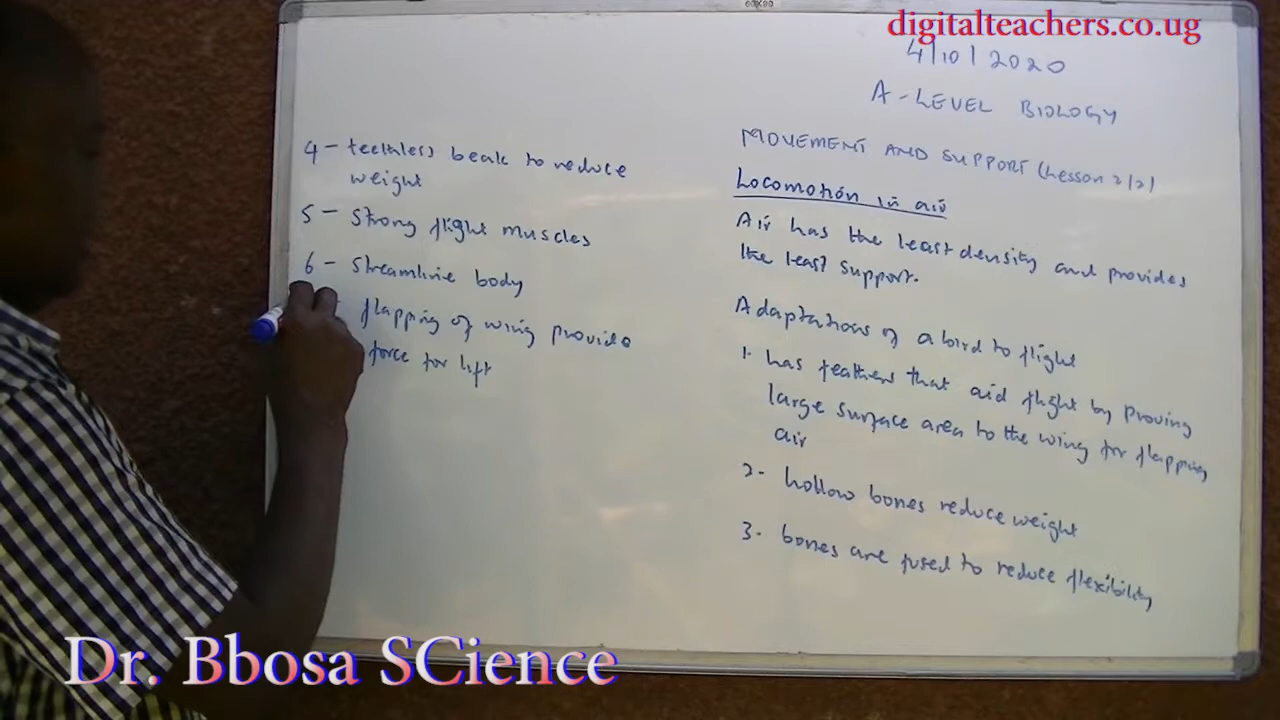 60X90
digitalteachers.co.ug
4/10/2020
A-LEVEL BIOLOGY
MOVEMENT AND SUPPORT (Lesson 2/2)
Locomotion in air
Air has the least density and provides
the least support.
Adaptations of a bird to flight
1. has feathers that aid flight by Proving
large surface area to the wing for flapping
air
2- hollow bones reduce weight
3. bones are fused to reduce flexibility
4- teethless beak to reduce
weight
5- Strong flight muscles
6- Streamline body
flapping of wing provide
force for lift
Dr. Bbosa SCience